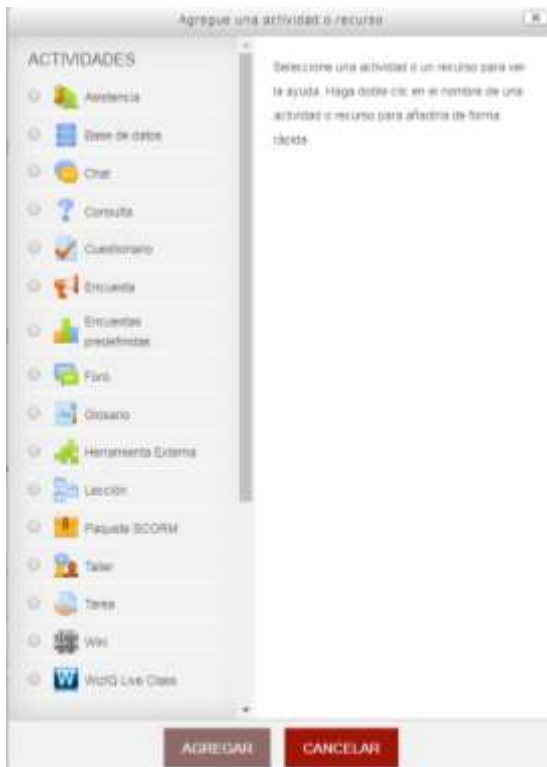 Agregue una actividad o recurso
ACTIVIDADES
Asistencia
Base de datos
Chat
Consulta
Cuestionario
Encuesta
Encuestas
predefinidas
Foro
Glosario
Herramienta Externa
Lección
Paquete SCORM
Taller
Tarea
Wiki
WizIQ Live Class
Seleccione una actividad o un recurso para ver
la ayuda. Haga doble clic en el nombre de una
actividad o recurso para añadirla de forma
rápida.
AGREGAR
CANCELAR